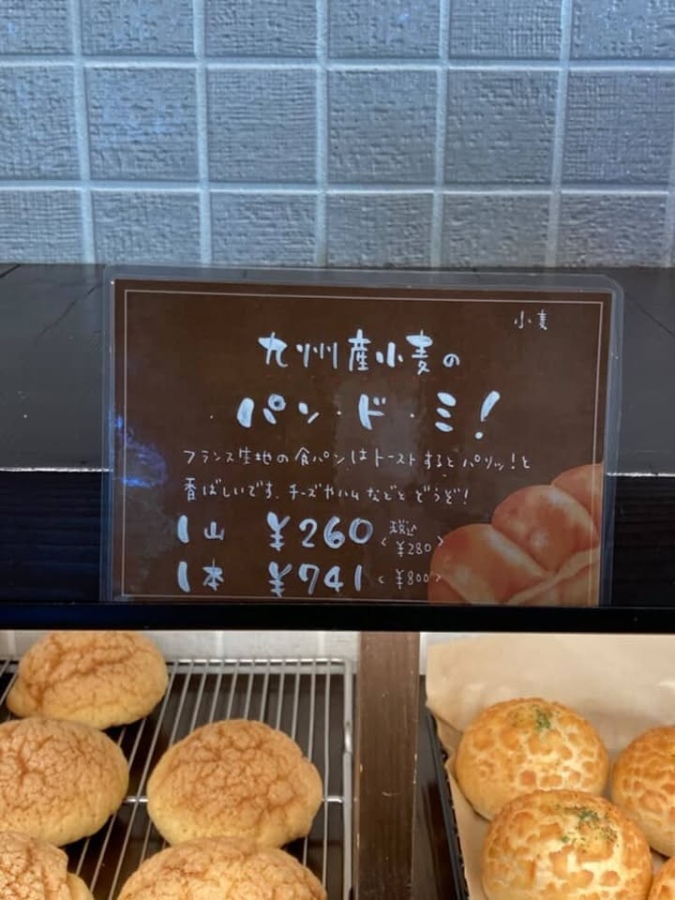 小麦
九州産小麦の
パン・ド・ミ!
フランス生地の食パンはトーストするとパリッ!と
香ばしいです。チーズやハムなどとどうぞ!
1山 ¥260 税込 <¥280>
1本 ¥741 <¥800>